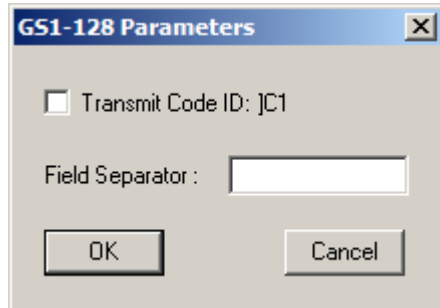 GS1-128 Parameters
Transmit Code ID: ]C1
Field Separator :
OK Cancel